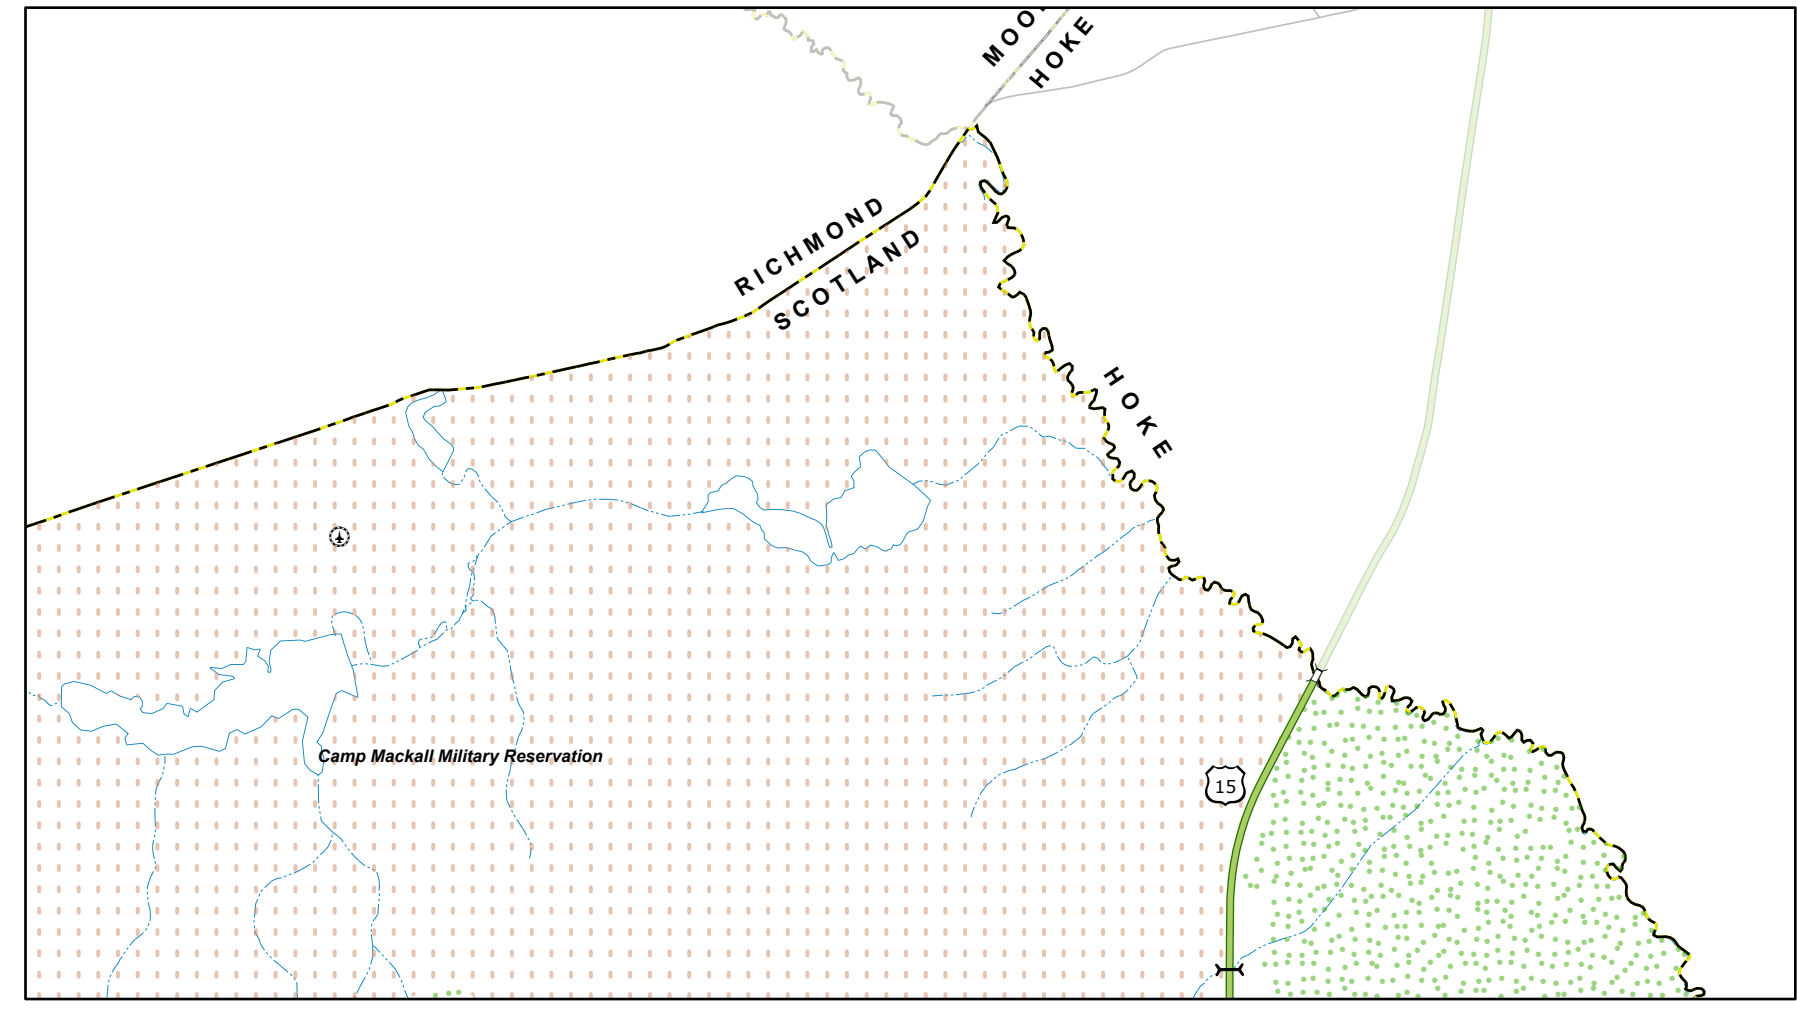 HOKE
RICHMOND
SCOTLAND
HOKE
Camp Mackall Military Reservation
15